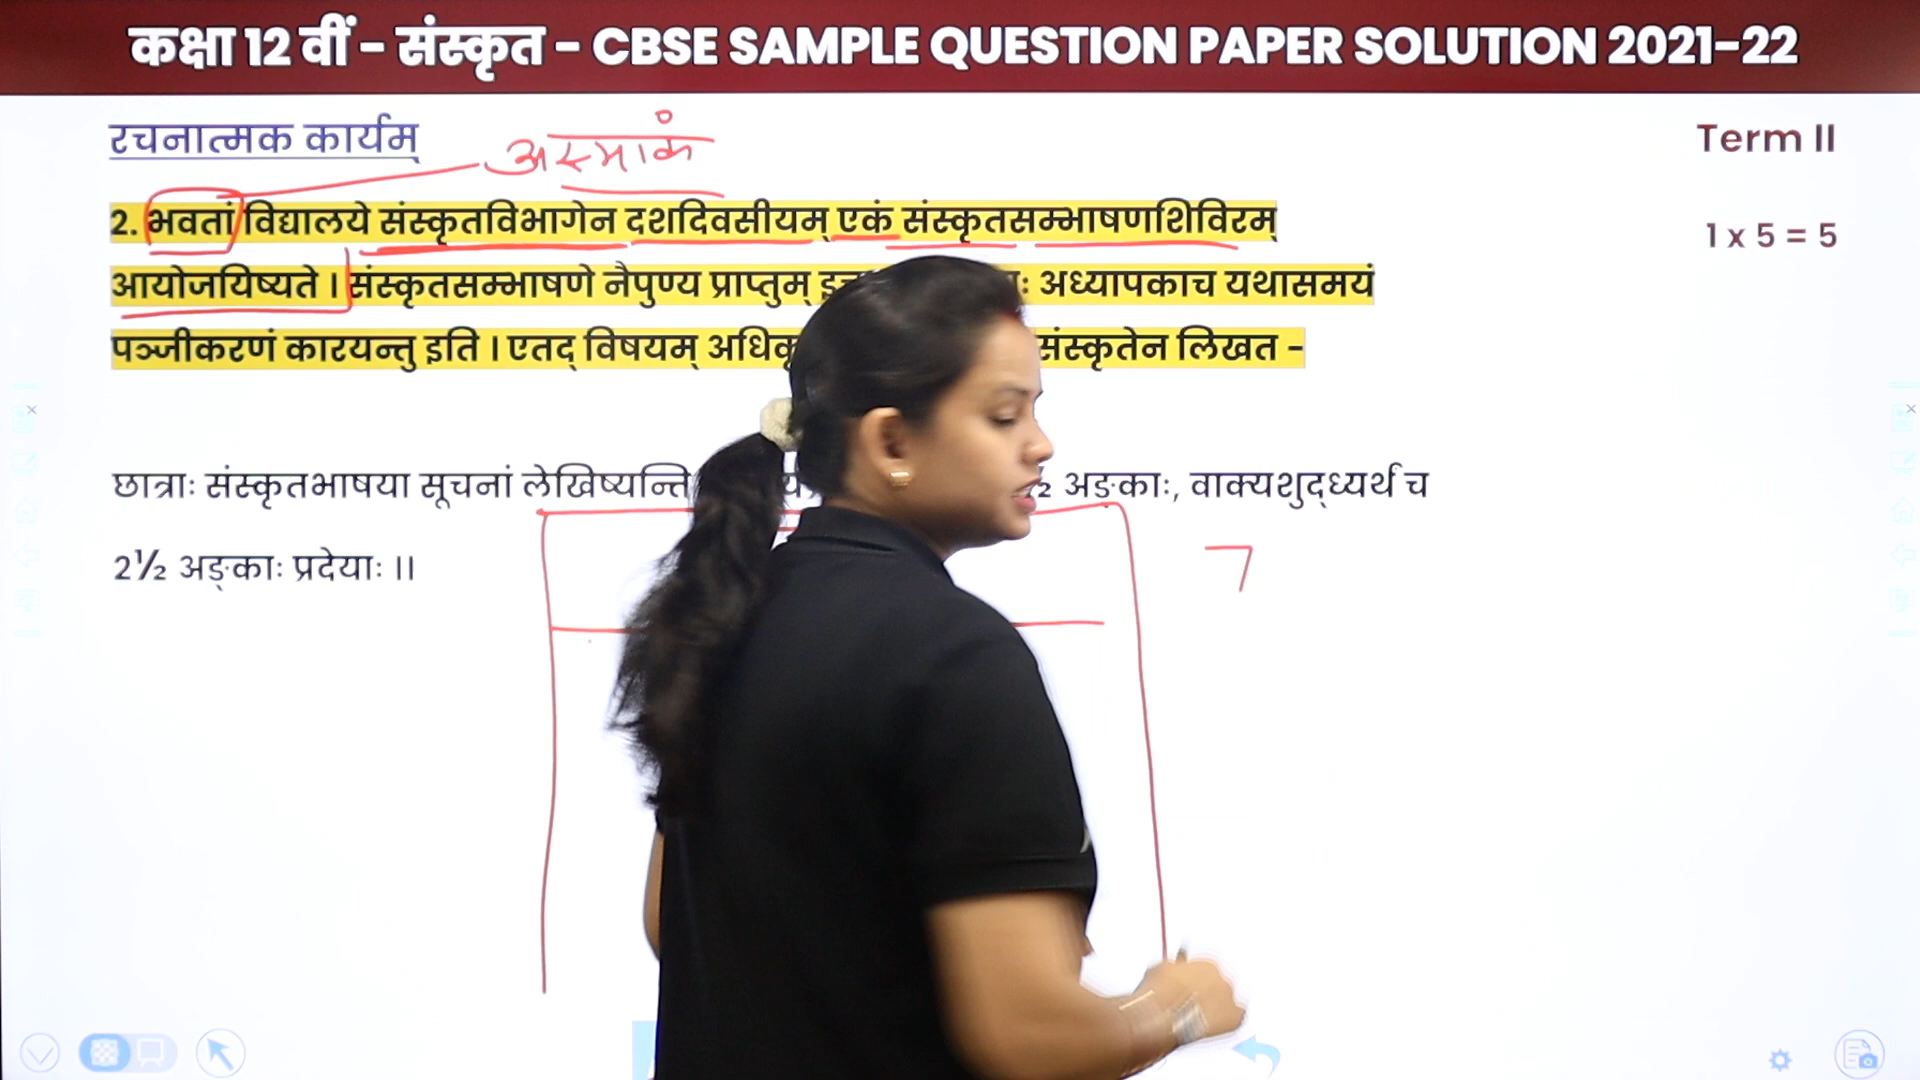 कक्षा 12 वीं - संस्कृत - CBSE SAMPLE QUESTION PAPER SOLUTION 2021-22
रचनात्मक कार्यम्
अस्माकं
Term II
2. भवतां विद्यालये संस्कृतविभागेन दशदिवसीयम् एकं संस्कृतसम्भाषणशिविरम्
1 x 5 = 5
आयोजयिष्यते । संस्कृतसम्भाषणे नैपुण्य प्राप्तुम् अध्यापकाच यथासमयं
पञ्जीकरणं कारयन्तु इति । एतद् विषयम् संस्कृतेन लिखत -
छात्राः संस्कृतभाषया सूचनां लेखिष्यन्ति अङ्काः, वाक्यशुद्ध्यर्थ च
2½ अङ्काः प्रदेयाः ।।